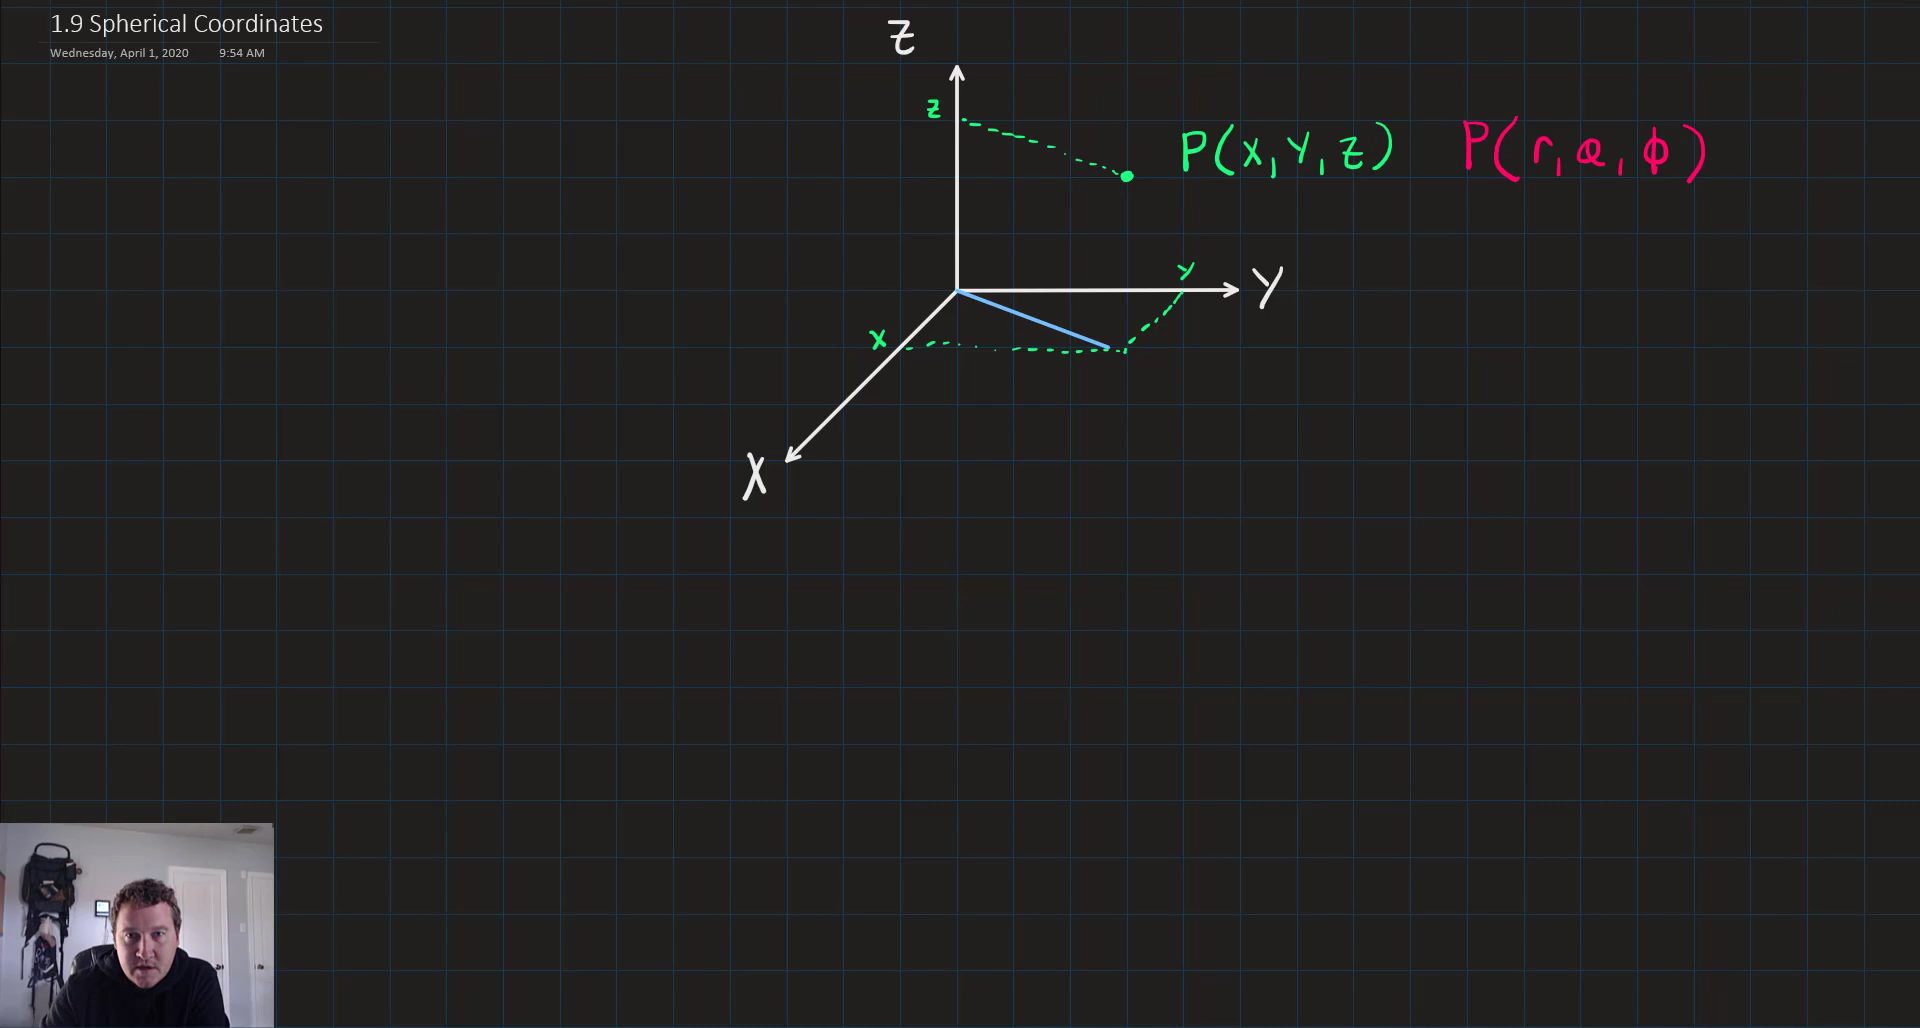 1.9 Spherical Coordinates
Wednesday, April 1, 2020 9:54 AM
Z
z
P(x, y, z) P(r, θ, ϕ)
y
Y
x
X